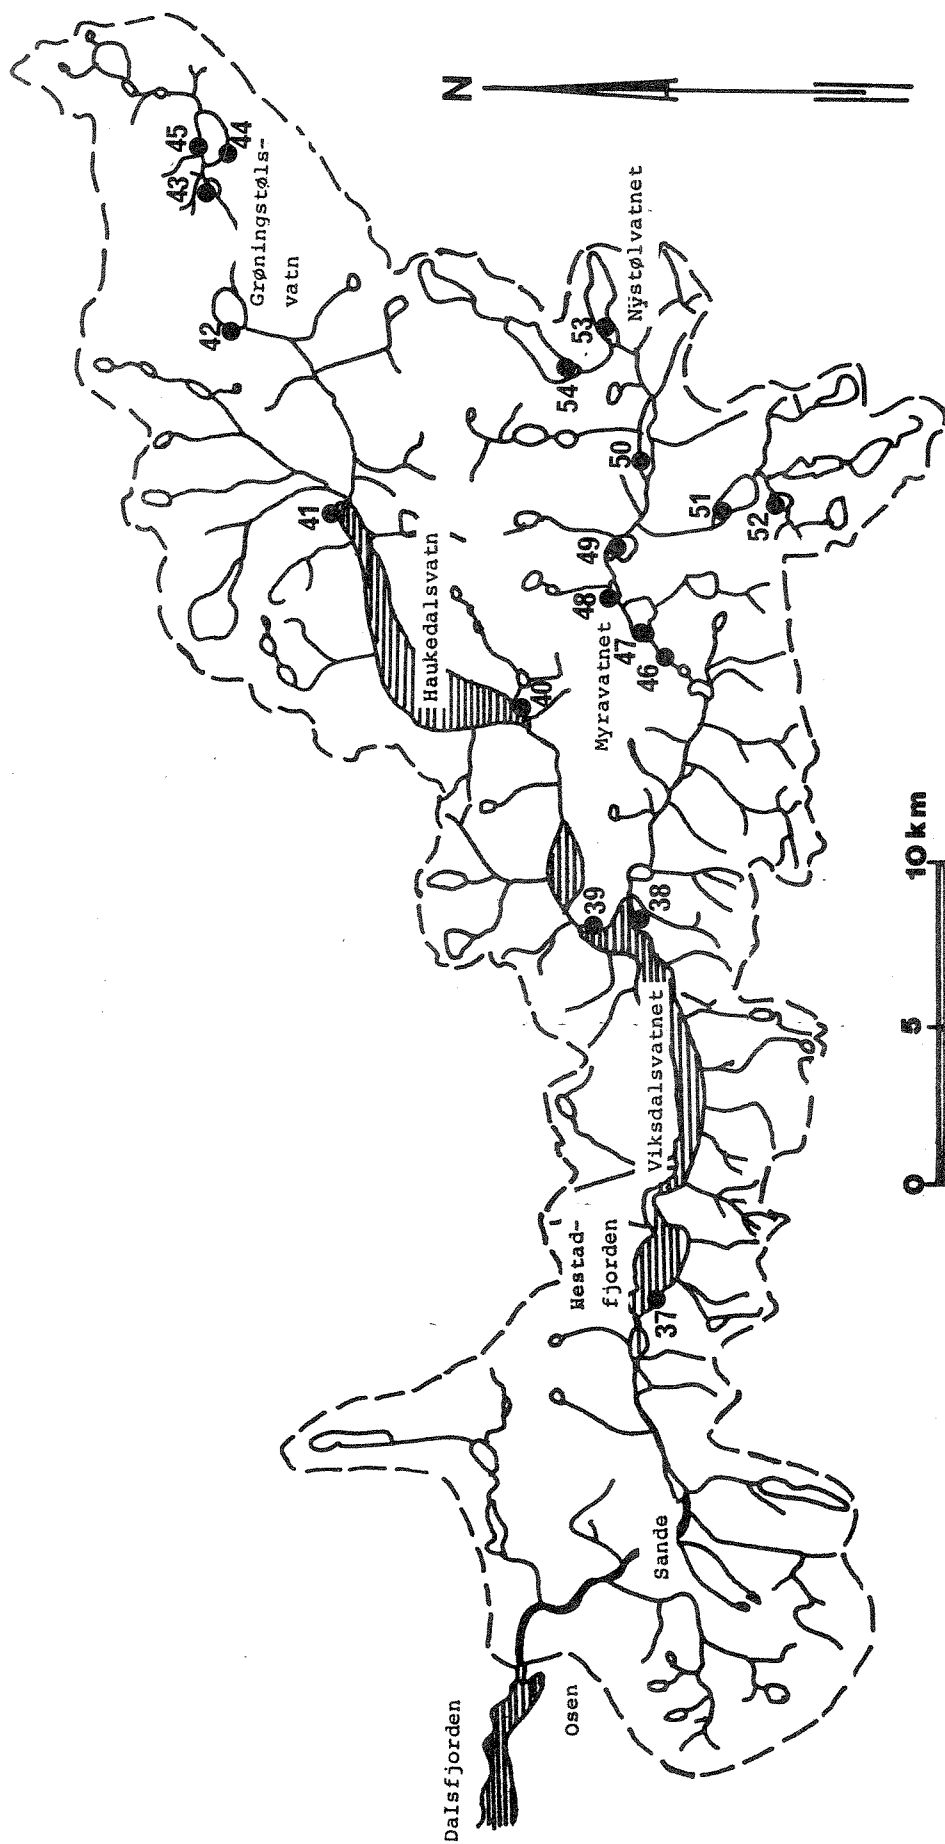 N
45
44
43
Grøningstøls-
vatn
42
41
Haukedalsvatn
40
Nystølvatnet
53
54
50
51
52
49
48
47
46
Myravatnet
39
38
Viksdalsvatnet
Hestad-
fjorden
37
Sande
Osen
Dalsfjorden
0
5
10 km